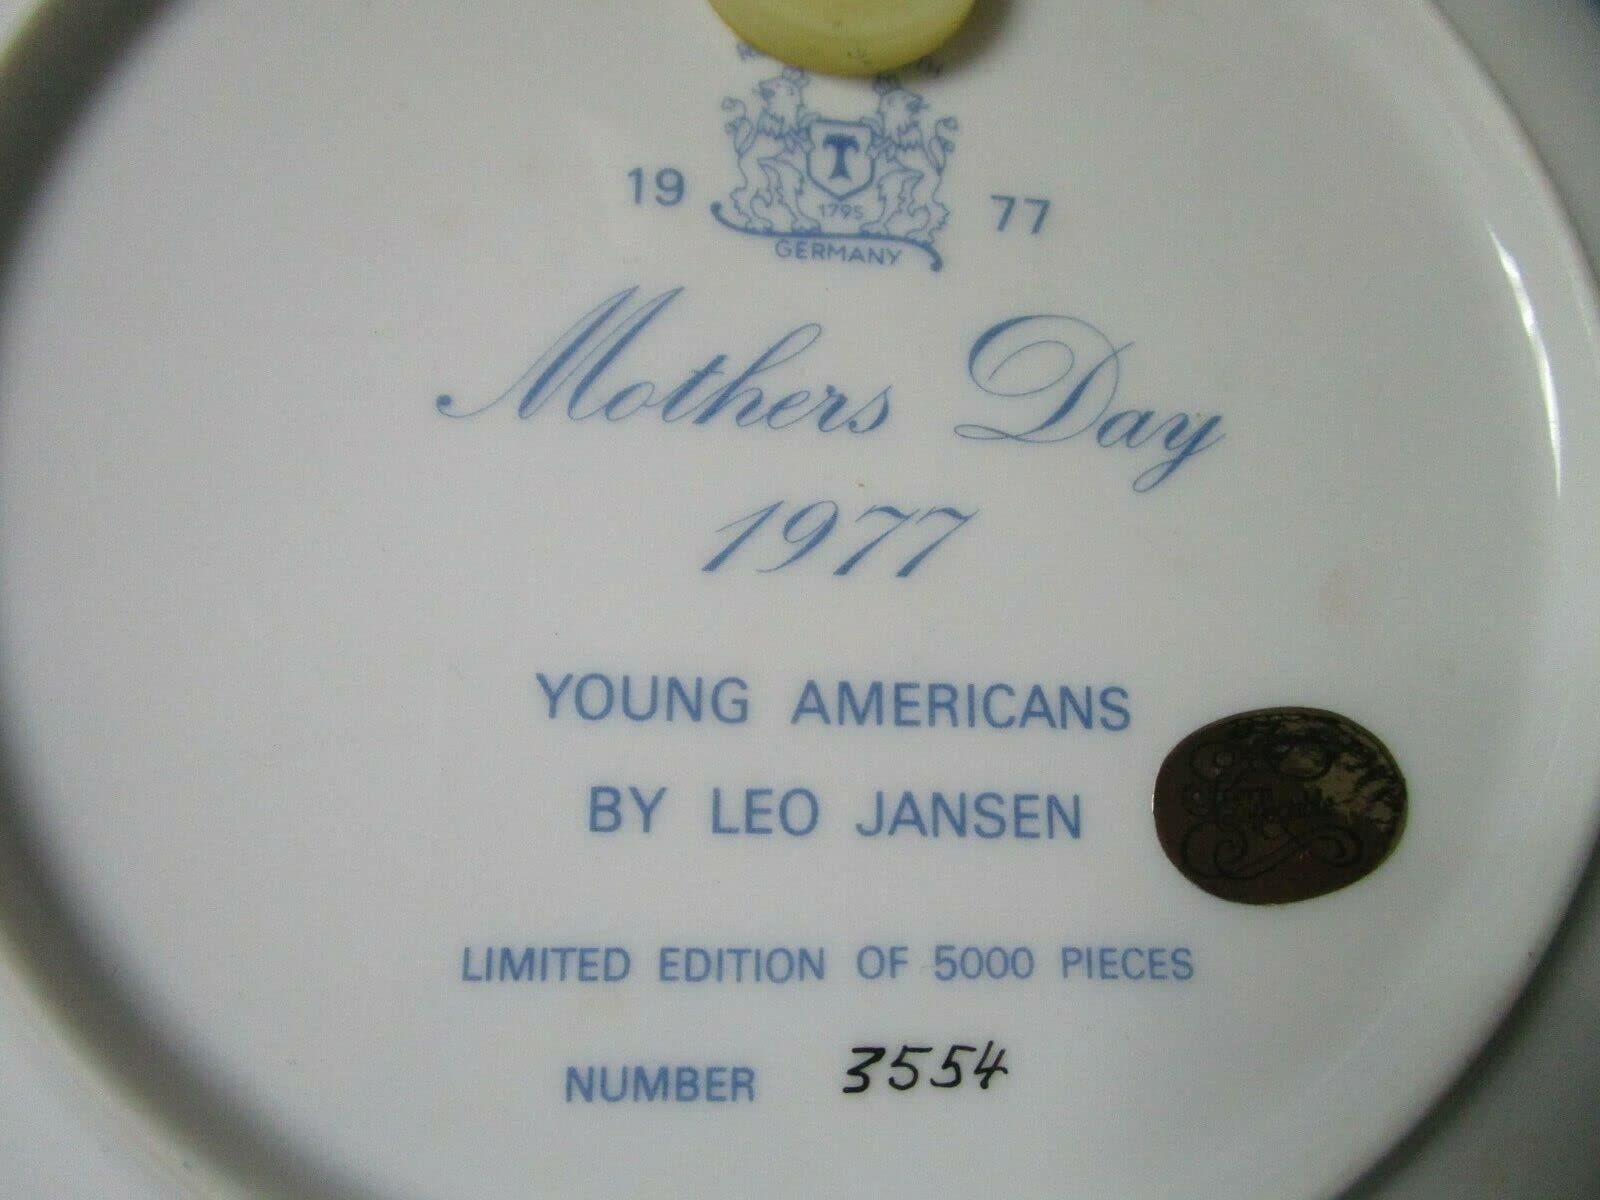 T
1795
GERMANY
19 77
Mothers Day
1977
YOUNG AMERICANS
BY LEO JANSEN
LIMITED EDITION OF 5000 PIECES
NUMBER 3554